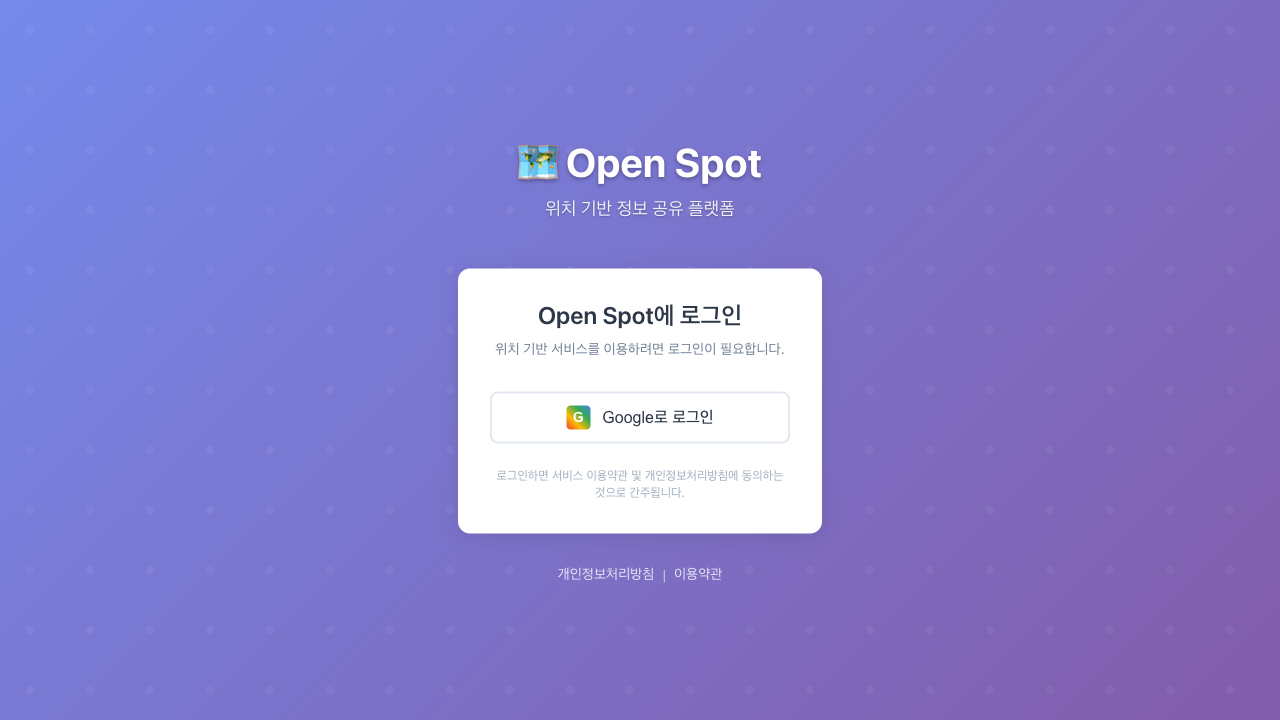 Open Spot
위치 기반 정보 공유 플랫폼
Open Spot에 로그인
위치 기반 서비스를 이용하려면 로그인이 필요합니다.
G Google로 로그인
로그인하면 서비스 이용약관 및 개인정보처리방침에 동의하는
것으로 간주됩니다.
개인정보처리방침 | 이용약관